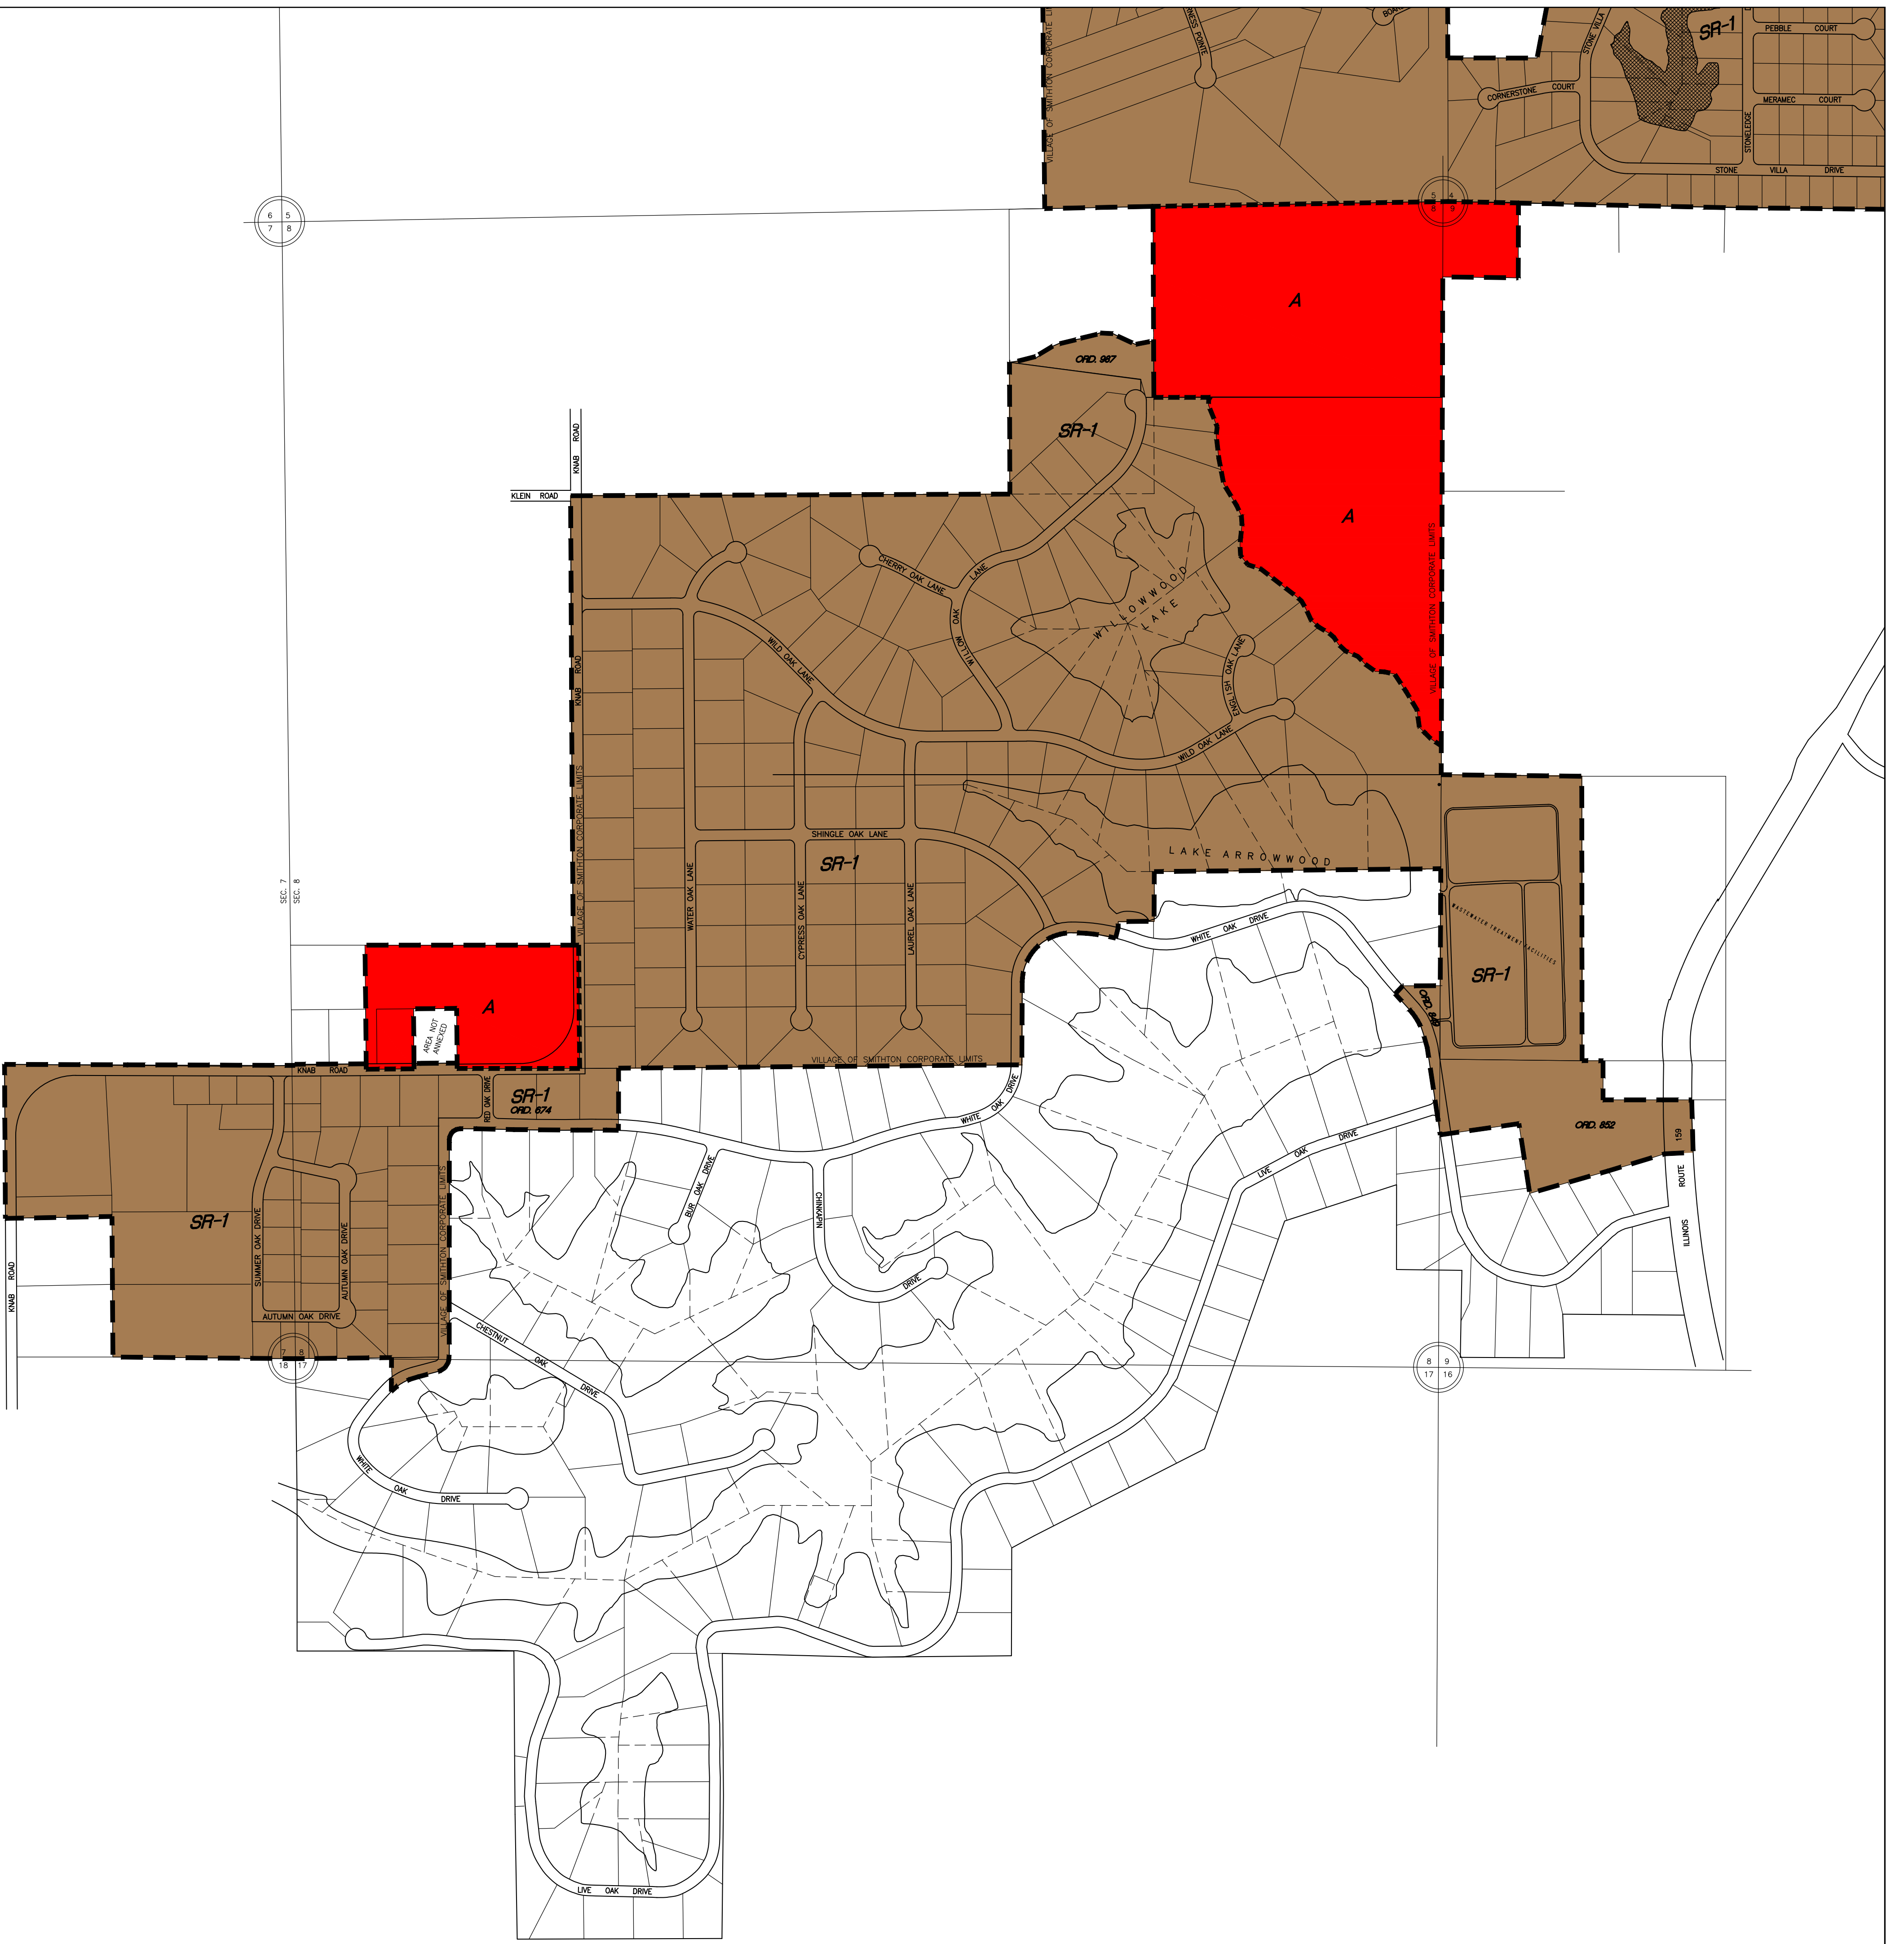 VILLAGE OF SMITHTON CORPORATE
NESS POINTE
STONE VILLA
SR-1
PEBBLE COURT
CORNERSTONE COURT
MERAMEC COURT
STONELEDGE
STONE VILLA DRIVE
6 5
7 8
5 4
8 9
A
ORD. 987
SR-1
KNAB ROAD
KLEIN ROAD
A
VILLAGE OF SMITHTON CORPORATE LIMITS
CHERRY OAK LANE
WILLOW OAK LANE
WILLOWWOOD
LAKE
WILD OAK LANE
ENGLISH OAK LANE
KNAB ROAD
WILD OAK LANE
VILLAGE OF SMITHTON CORPORATE LIMITS
SHINGLE OAK LANE
SR-1
LAKE ARROWWOOD
WATER OAK LANE
CYPRESS OAK LANE
LAUREL OAK LANE
SEC. 7
SEC. 8
WHITE OAK DRIVE
WASTEWATER TREATMENT FACILITIES
SR-1
ORD. 849
A
AREA NOT
ANNEXED
VILLAGE OF SMITHTON CORPORATE LIMITS
KNAB ROAD
RED OAK DRIVE
SR-1
ORD. 674
WHITE OAK DRIVE
ORD. 852
159
ILLINOIS ROUTE
LIVE OAK DRIVE
BUR OAK DRIVE
CHINKAPIN DRIVE
SR-1
SUMMER OAK DRIVE
AUTUMN OAK DRIVE
VILLAGE OF SMITHTON CORPORATE LIMITS
KNAB ROAD
AUTUMN OAK DRIVE
CHESTNUT OAK DRIVE
7 8
18 17
8 9
17 16
WHITE OAK DRIVE
LIVE OAK DRIVE